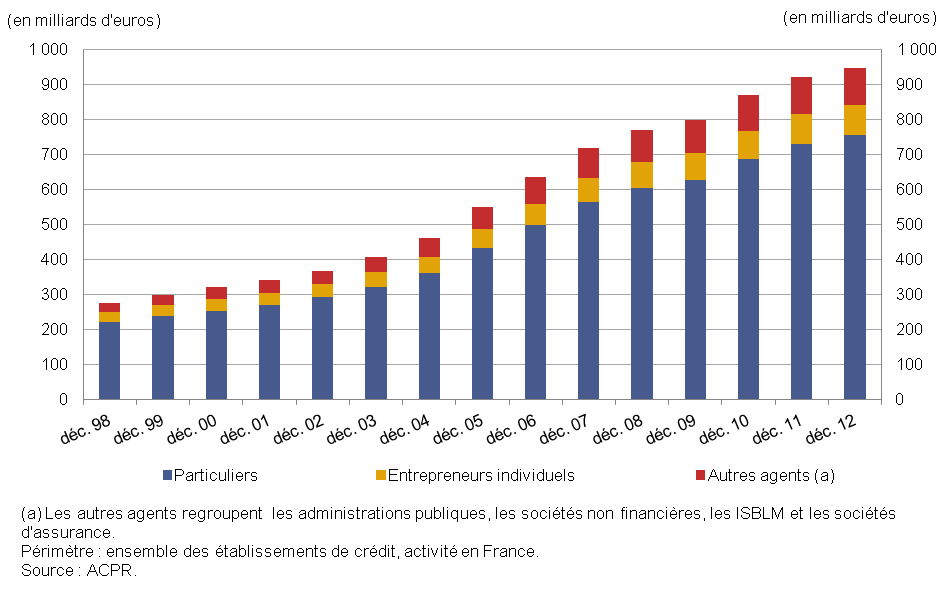 (en milliards d'euros)
(en milliards d'euros)
1 000 1 000
900 900
800 800
700 700
600 600
500 500
400 400
300 300
200 200
100 100
0 0
déc. 98 déc. 99 déc. 00 déc. 01 déc. 02 déc. 03 déc. 04 déc. 05 déc. 06 déc. 07 déc. 08 déc. 09 déc. 10 déc. 11 déc. 12
Particuliers Entrepreneurs individuels Autres agents (a)
(a) Les autres agents regroupent les administrations publiques, les sociétés non financières, les ISBLM et les sociétés
d'assurance.
Périmètre : ensemble des établissements de crédit, activité en France.
Source : ACPR.